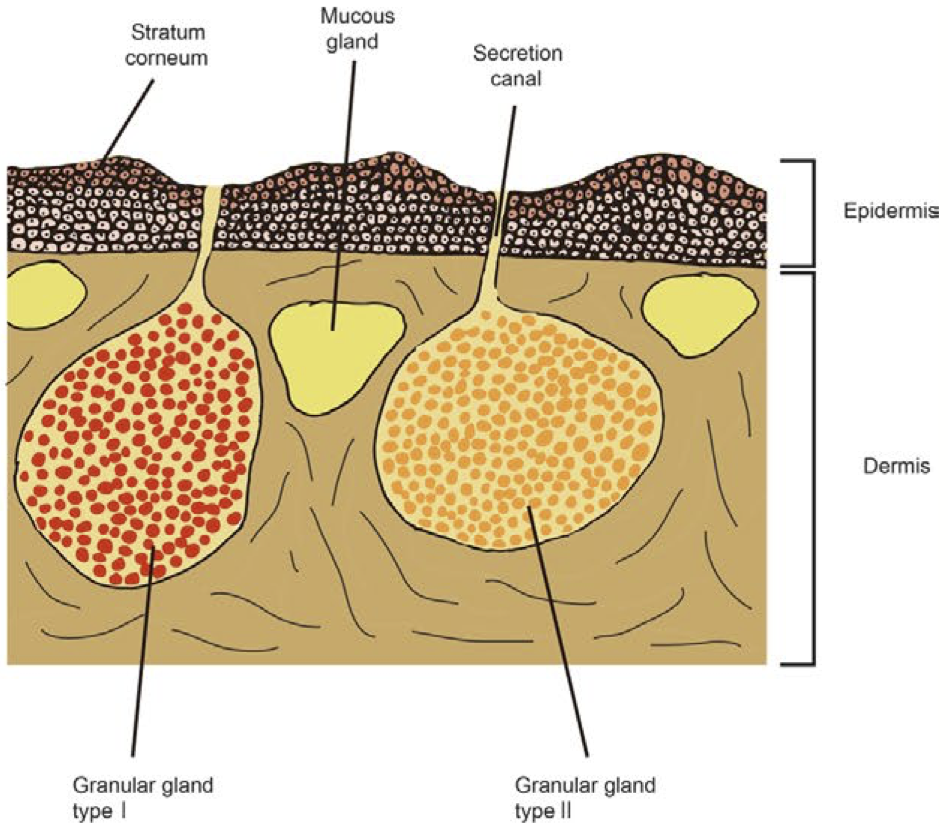 Stratum
corneum
Mucous
gland
Secretion
canal
Epidermis
Dermis
Granular gland
type I
Granular gland
type II